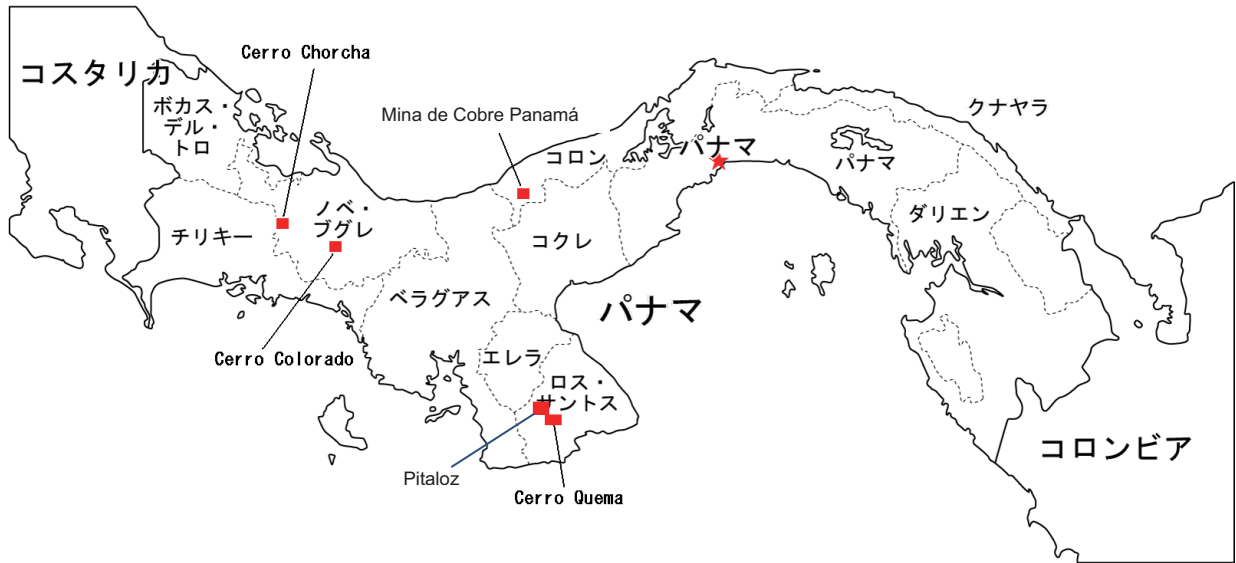 Cerro Chorcha
コスタリカ
ボカス・
デル・
トロ
Mina de Cobre Panamá
クナヤラ
コロン
パナマ
パナマ
ダリエン
ノベ・
ブグレ
チリキー
コクレ
ベラグアス
パナマ
Cerro Colorado
エレラ
ロス・
サントス
コロンビア
Pitaloz
Cerro Quema